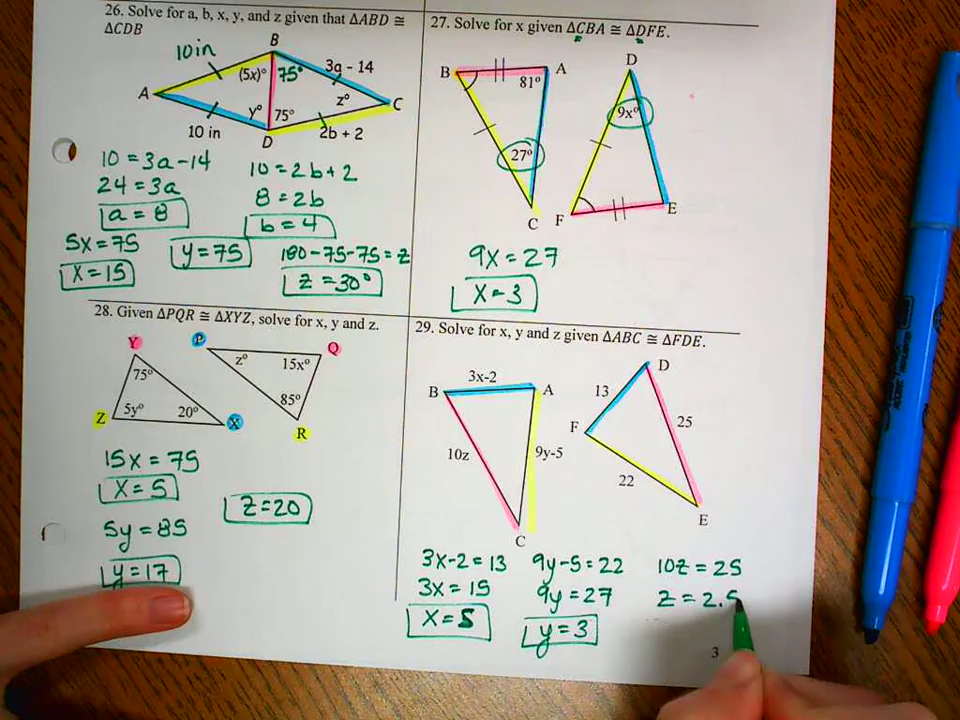 26. Solve for a, b, x, y, and z given that ΔABD ≅
ΔCDB
10in
B
(5x)°
75°
3a - 14
A
y°
75°
z°
C
10 in
D
2b + 2
10 = 3a-14
24 = 3a
a = 8
10 = 2b+2
8 = 2b
b = 4
5x = 75
x = 15
y = 75
180-75-75 = z
z = 30°
27. Solve for x given ΔCBA ≅ ΔDFE.
B
A
81°
27°
C
D
9x°
F
E
9x = 27
x = 3
28. Given ΔPQR ≅ ΔXYZ, solve for x, y and z.
Y
75°
Z
5y°
20°
X
P
z°
15x°
Q
85°
R
15x = 75
x = 5
5y = 85
y = 17
z = 20
29. Solve for x, y and z given ΔABC ≅ ΔFDE.
3x-2
B
A
10z
9y-5
C
D
13
F
25
22
E
3x-2 = 13
3x = 15
x = 5
9y-5 = 22
9y = 27
y = 3
10z = 25
z = 2.5
3